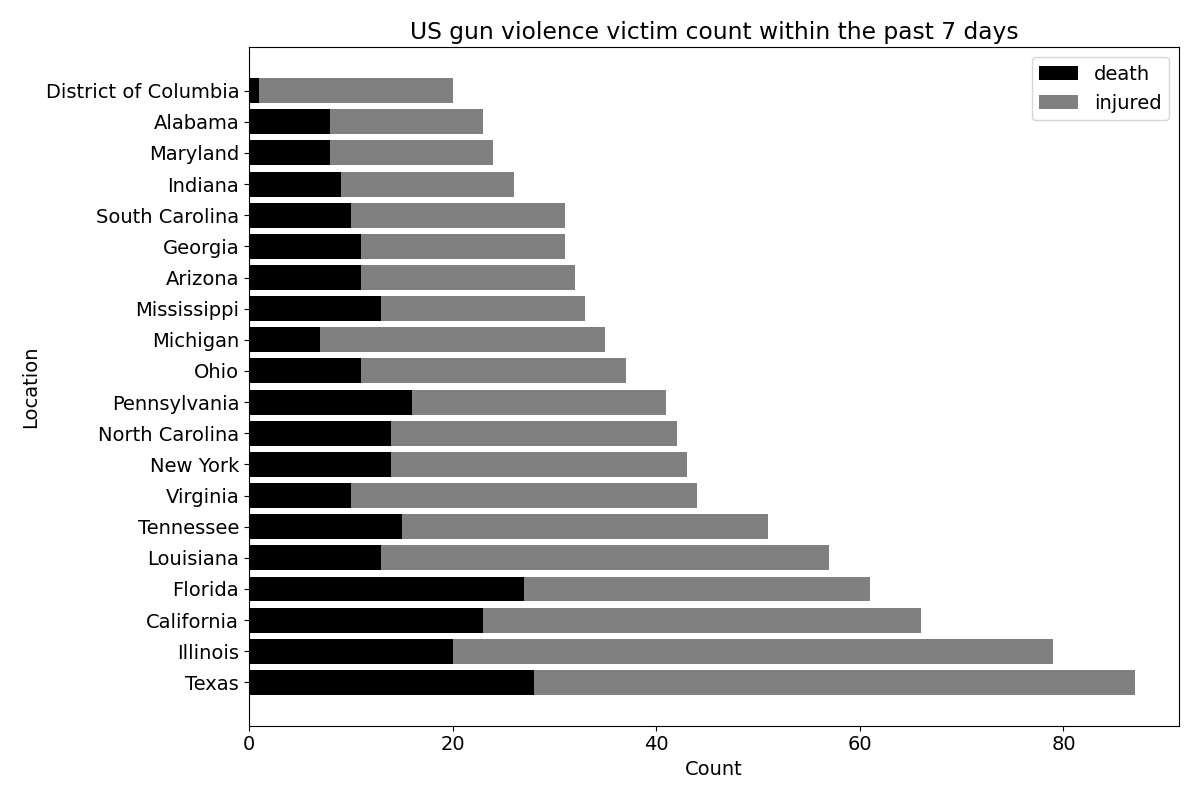 US gun violence victim count within the past 7 days
death
injured
District of Columbia
Alabama
Maryland
Indiana
South Carolina
Georgia
Arizona
Mississippi
Michigan
Ohio
Pennsylvania
North Carolina
New York
Virginia
Tennessee
Louisiana
Florida
California
Illinois
Texas
Location
0 20 40 60 80
Count